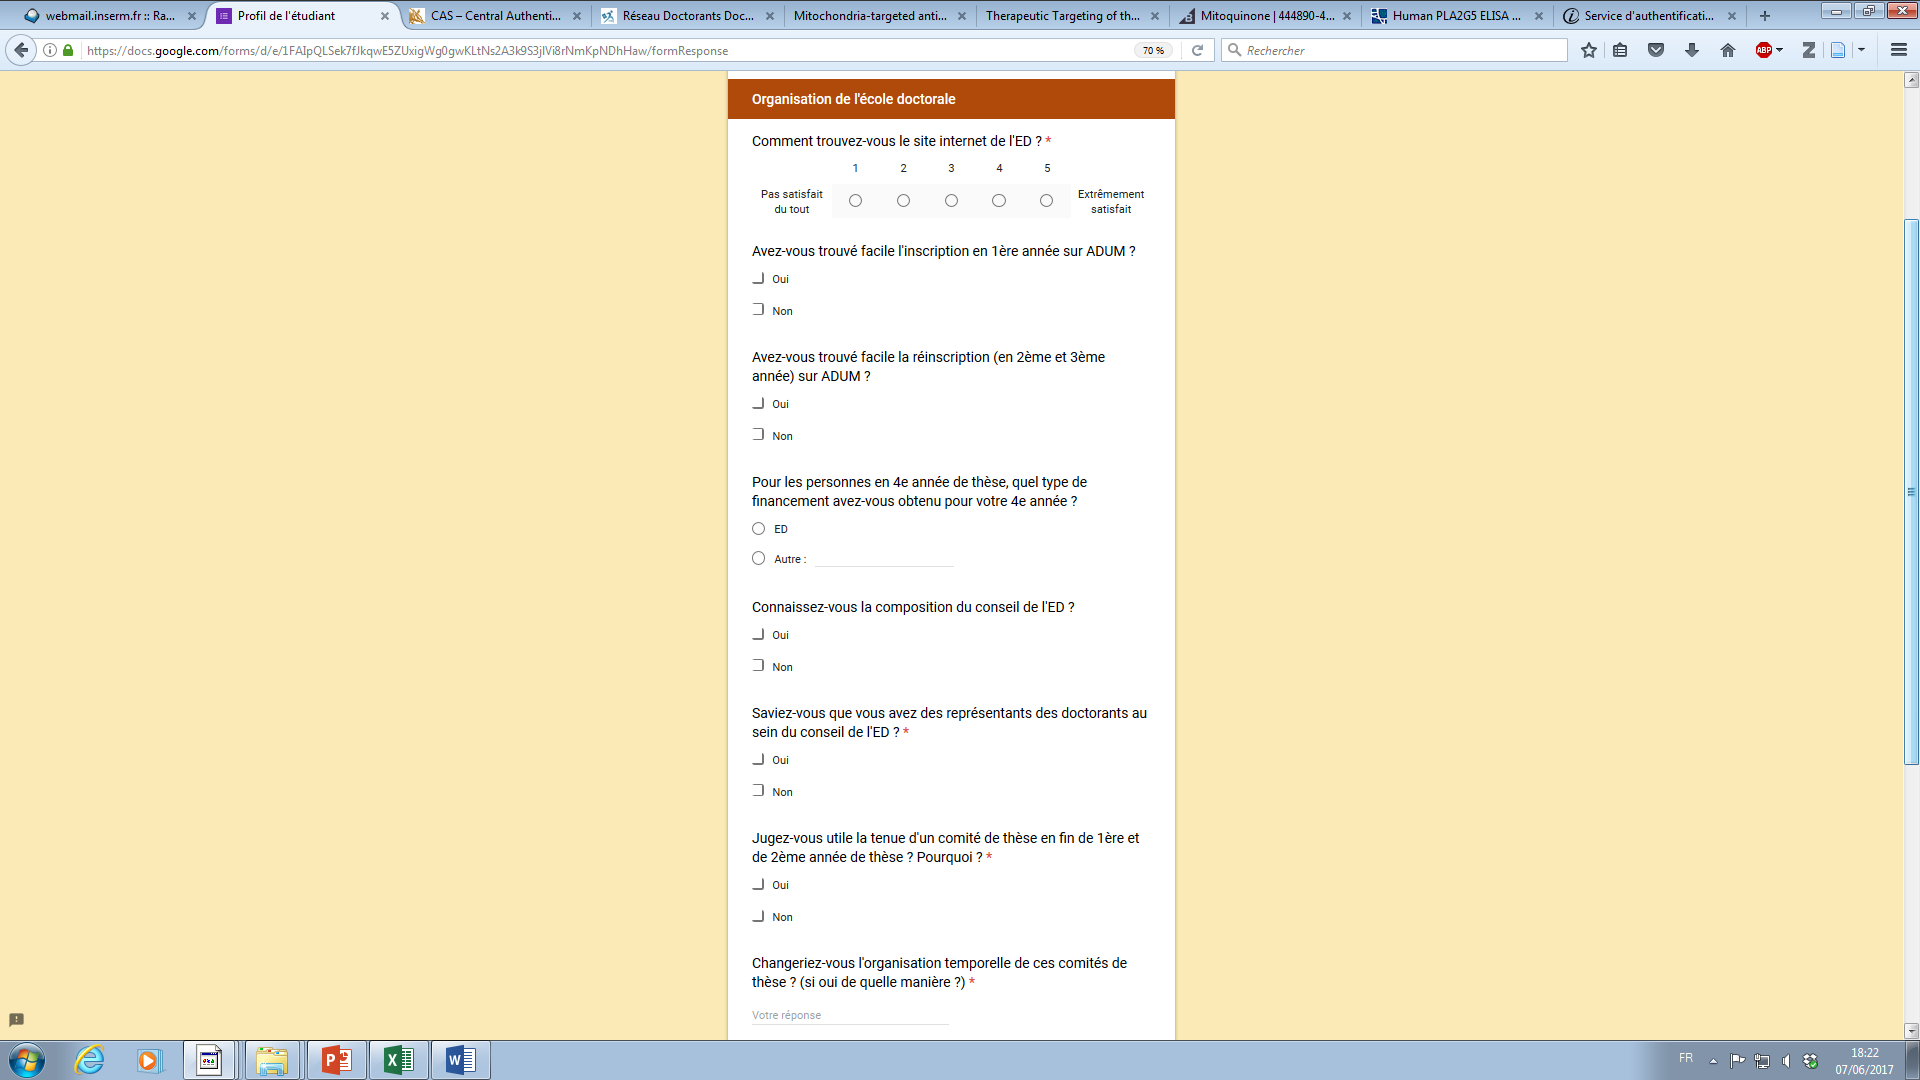 webmail.inserm.fr :: Ra...
Profil de l'étudiant
CAS – Central Authenti...
Réseau Doctorants Doc...
Mitochondria-targeted anti...
Therapeutic Targeting of th...
Mitoquinone | 444890-4...
Human PLA2G5 ELISA ...
Service d'authentificati...
https://docs.google.com/forms/d/e/1FAIpQLSek7fJkqwE5ZUxigWg0gwKLtNs2A3k9S3jIVi8rNmKpNDhHaw/formResponse
70 %
Rechercher
ABP
Organisation de l'école doctorale
Comment trouvez-vous le site internet de l'ED ? *
1 2 3 4 5
Pas satisfait du tout
Extrêmement satisfait
Avez-vous trouvé facile l'inscription en 1ère année sur ADUM ?
Oui
Non
Avez-vous trouvé facile la réinscription (en 2ème et 3ème
année) sur ADUM ?
Oui
Non
Pour les personnes en 4e année de thèse, quel type de
financement avez-vous obtenu pour votre 4e année ?
ED
Autre :
Connaissez-vous la composition du conseil de l'ED ?
Oui
Non
Saviez-vous que vous avez des représentants des doctorants au
sein du conseil de l'ED ? *
Oui
Non
Jugez-vous utile la tenue d'un comité de thèse en fin de 1ère et
de 2ème année de thèse ? Pourquoi ? *
Oui
Non
Changeriez-vous l'organisation temporelle de ces comités de
thèse ? (si oui de quelle manière ?) *
Votre réponse
FR
18:22
07/06/2017